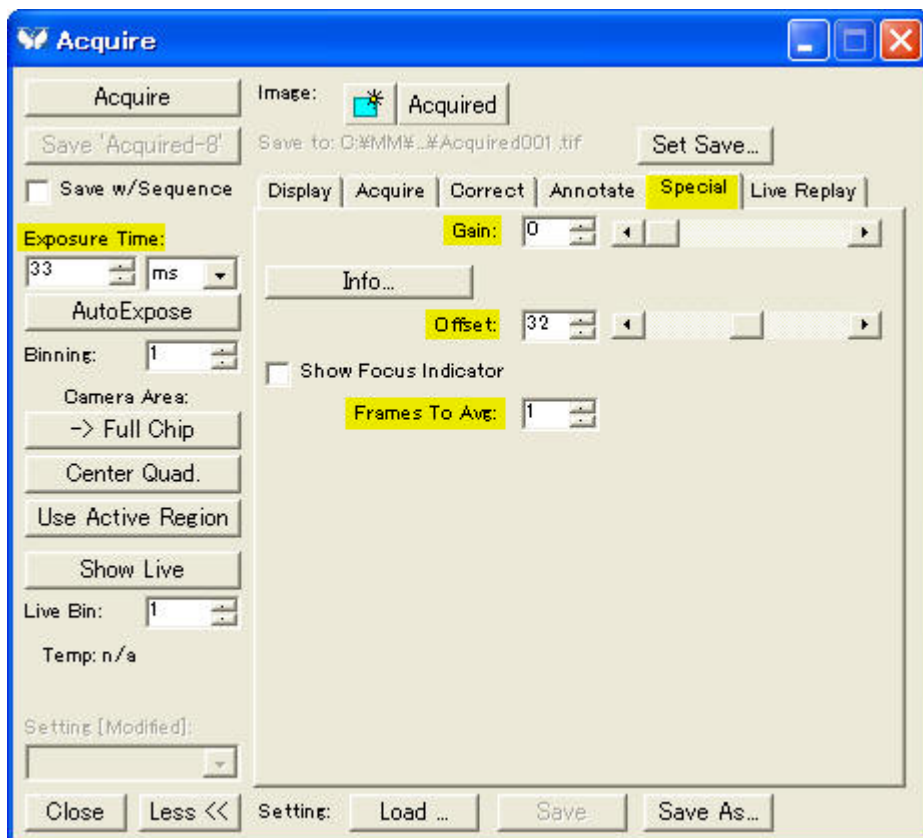 Acquire
Acquire
Save 'Acquired-8'
Save w/Sequence
Exposure Time:
33 ms
AutoExpose
Binning: 1
Camera Area:
-> Full Chip
Center Quad.
Use Active Region
Show Live
Live Bin: 1
Temp: n/a
Setting [Modified]:
Close Less <<
Image: Acquired
Save to: C:¥MM¥...¥Acquired001.tif Set Save...
Display Acquire Correct Annotate Special Live Replay
Gain: 0
Info...
Offset: 32
Show Focus Indicator
Frames To Avg: 1
Setting: Load ... Save Save As...